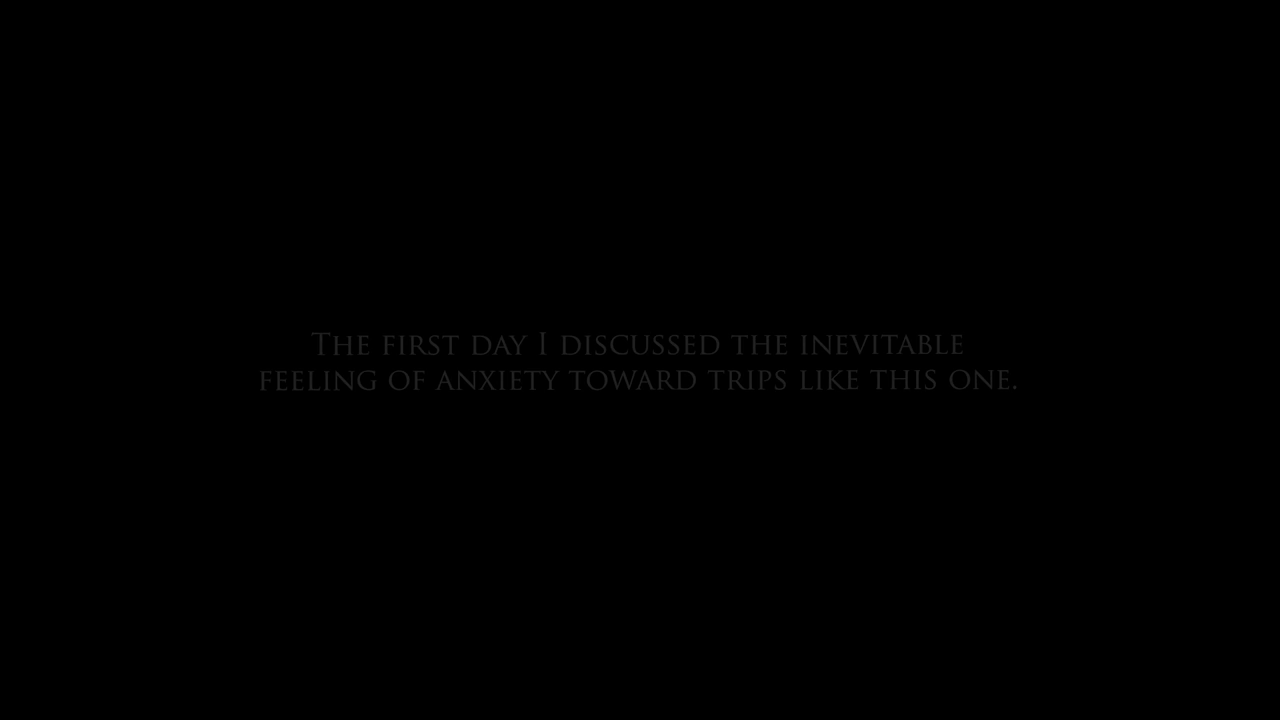 The first day I discussed the inevitable
feeling of anxiety toward trips like this one.